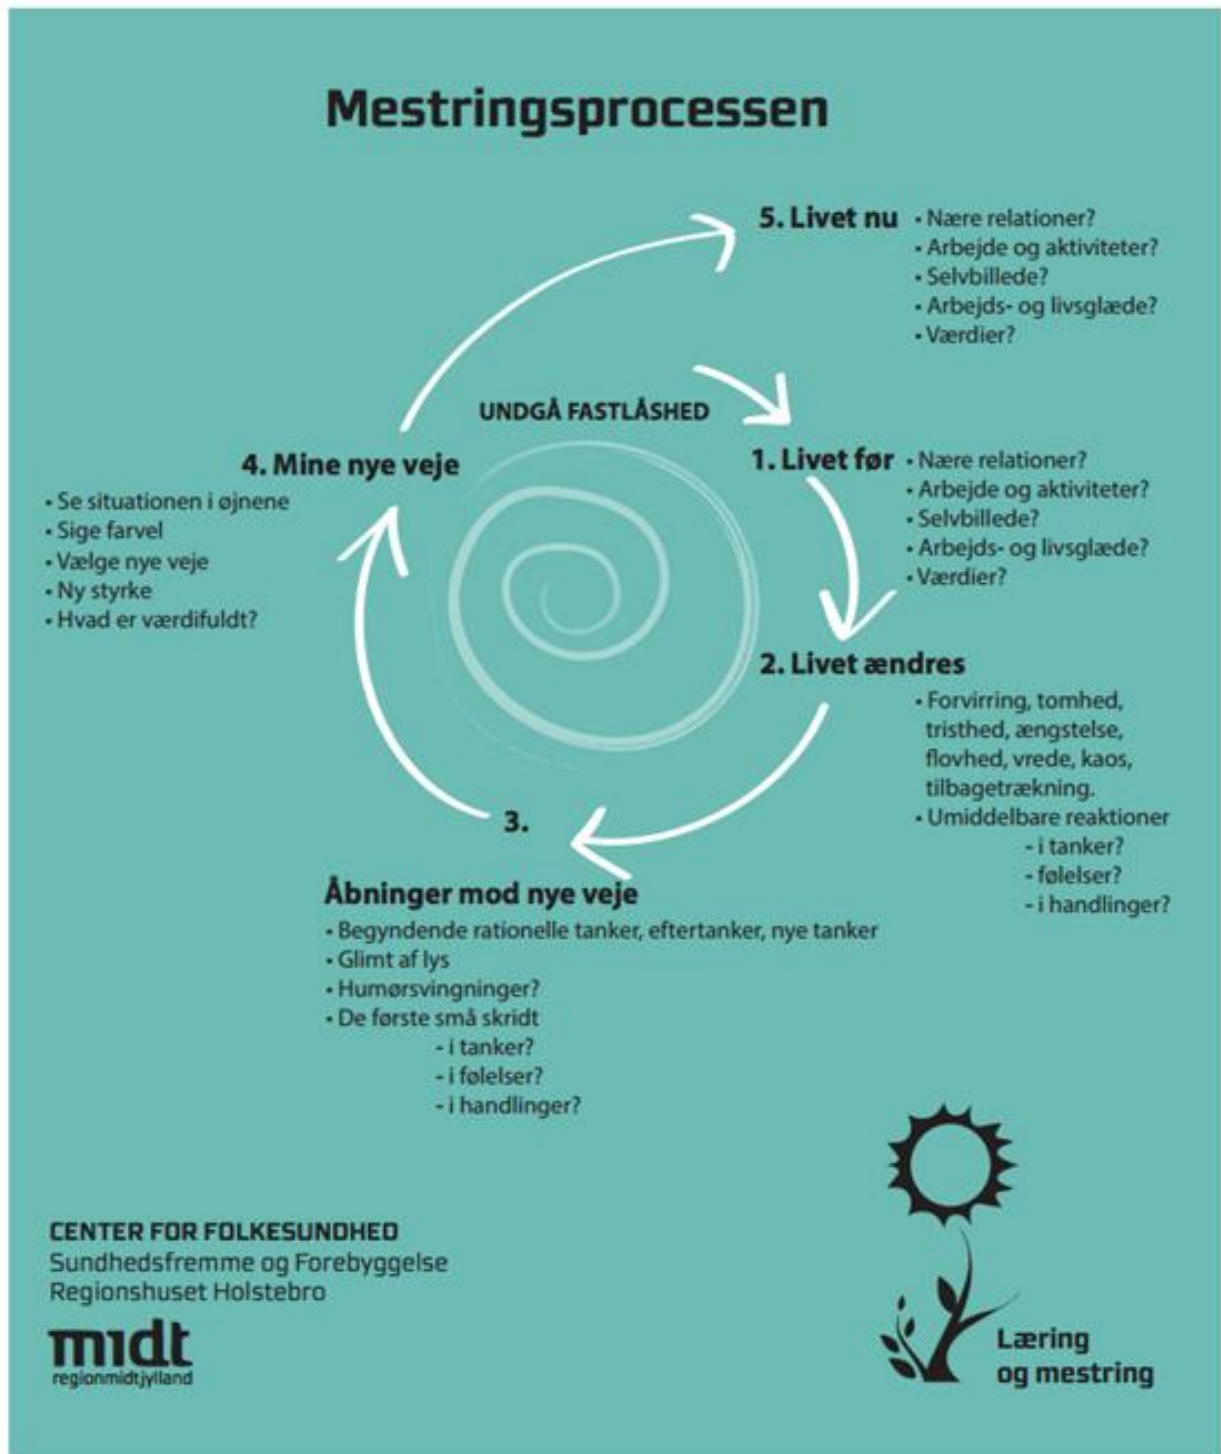 Mestringsprocessen
5. Livet nu
• Nære relationer?
• Arbejde og aktiviteter?
• Selvbillede?
• Arbejds- og livsglæde?
• Værdier?
UNDGÅ FASTLÅSHED
1. Livet før
• Nære relationer?
• Arbejde og aktiviteter?
• Selvbillede?
• Arbejds- og livsglæde?
• Værdier?
2. Livet ændres
• Forvirring, tomhed,
tristhed, ængstelse,
flovhed, vrede, kaos,
tilbagetrækning.
• Umiddelbare reaktioner
- i tanker?
- følelser?
- i handlinger?
3.
Åbninger mod nye veje
• Begyndende rationelle tanker, eftertanker, nye tanker
• Glimt af lys
• Humørsvingninger?
• De første små skridt
- i tanker?
- i følelser?
- i handlinger?
4. Mine nye veje
• Se situationen i øjnene
• Sige farvel
• Vælge nye veje
• Ny styrke
• Hvad er værdifuldt?
CENTER FOR FOLKESUNDHED
Sundhedsfremme og Forebyggelse
Regionshuset Holstebro
midt
regionmidtjylland
Læring
og mestring